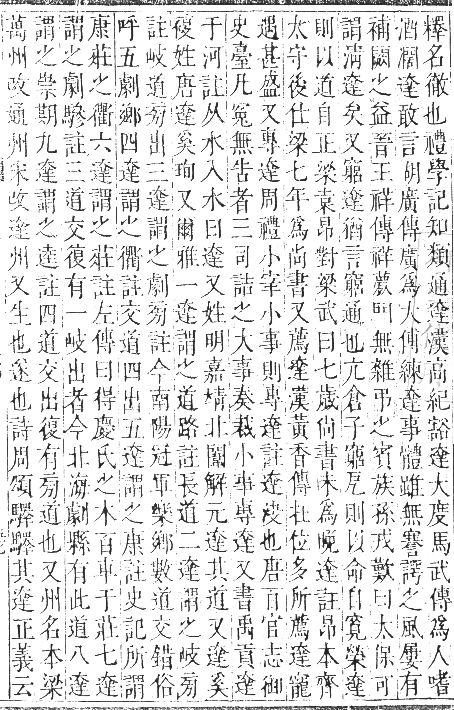 釋名徹也禮學記知類通達漢高紀豁達大度馬武傳爲人嗜
酒濶達敢言胡廣傳廣爲太傅練達事體雖無謇諤之風屢有
補闕之益晉王祥傳祥薨門無雜弔之賓族孫戎歎曰太保可
謂淸達矣又窮達猶言窮通也亢倉子窮戹則以命自寬榮達
則以道自正梁袁昂對梁武曰七歲尙書未爲晚達註昂本齊
太守後仕梁七年爲尙書又薦達漢黃香傳在位多所薦達寵
遇甚盛又專達周禮小宰小事則專達註達決也唐百官志御
史臺凡冤無告者三司詰之大事奏裁小事專達又書禹貢達
于河註从水入水曰達又姓明嘉靖北闈解元達其道又達奚
複姓唐達奚珣又爾雅一達謂之道路註長道二達謂之岐旁
註岐道旁出三達謂之劇旁註今南陽冠軍樂鄕數道交錯俗
呼五劇鄕四達謂之衢註交道四出五達謂之康註史記所謂
康莊之衢六達謂之莊註左傳曰得慶氏之木百車于莊七達
謂之劇驂註三道交復有一岐出者今北海劇縣有此道八達
謂之崇期九達謂之逵註四道交出復有旁道也又州名本梁
萬州改通州宋改達州又生也遂也詩周頌驛驛其達正義云